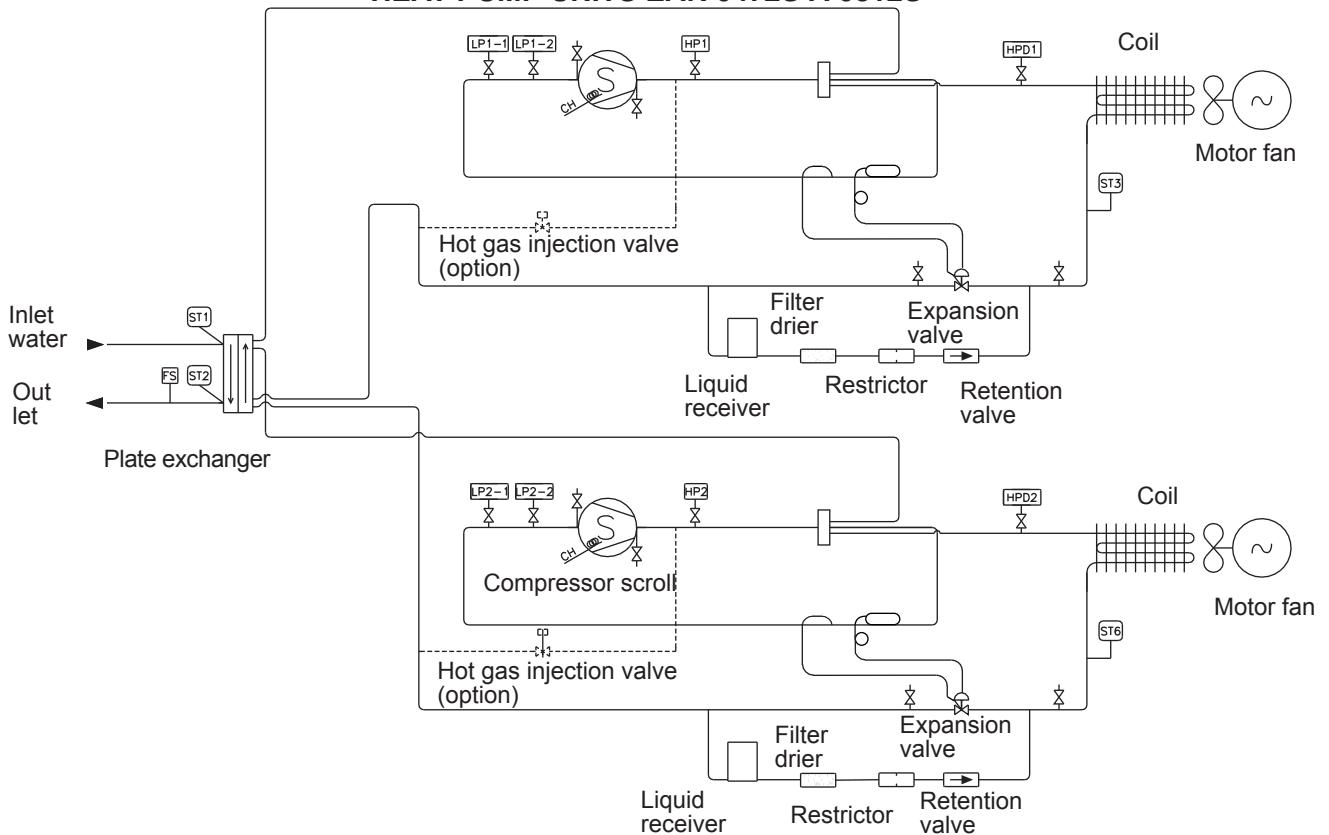 LP1-1
LP1-2
HP1
HPD1
Coil
CH
Motor fan
ST3
Hot gas injection valve
(option)
Inlet
water
ST1
Filter
drier
Expansion
valve
FS
ST2
Out
let
Liquid
receiver
Restrictor
Retention
valve
Plate exchanger
LP2-1
LP2-2
HP2
HPD2
Coil
CH
Compressor scroll
Motor fan
ST6
Hot gas injection valve
(option)
Filter
drier
Expansion
valve
Liquid
receiver
Restrictor
Retention
valve